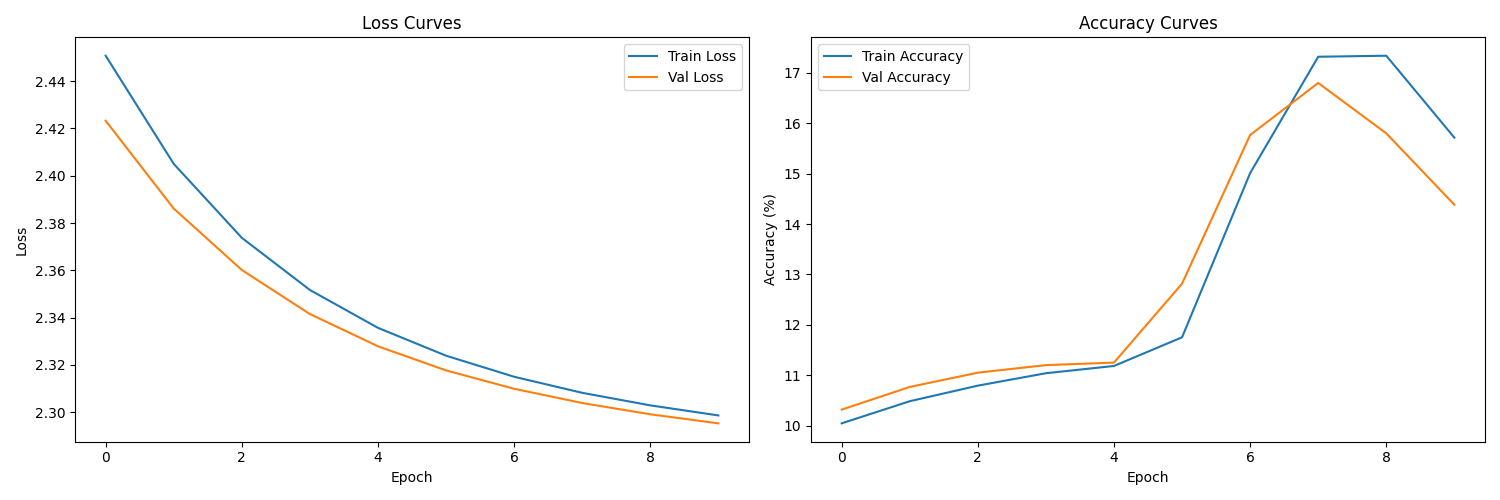 Loss Curves
Train Loss
Val Loss
2.44
2.42
2.40
2.38
2.36
2.34
2.32
2.30
Loss
0 2 4 6 8
Epoch
Accuracy Curves
Train Accuracy
Val Accuracy
17
16
15
14
13
12
11
10
Accuracy (%)
0 2 4 6 8
Epoch